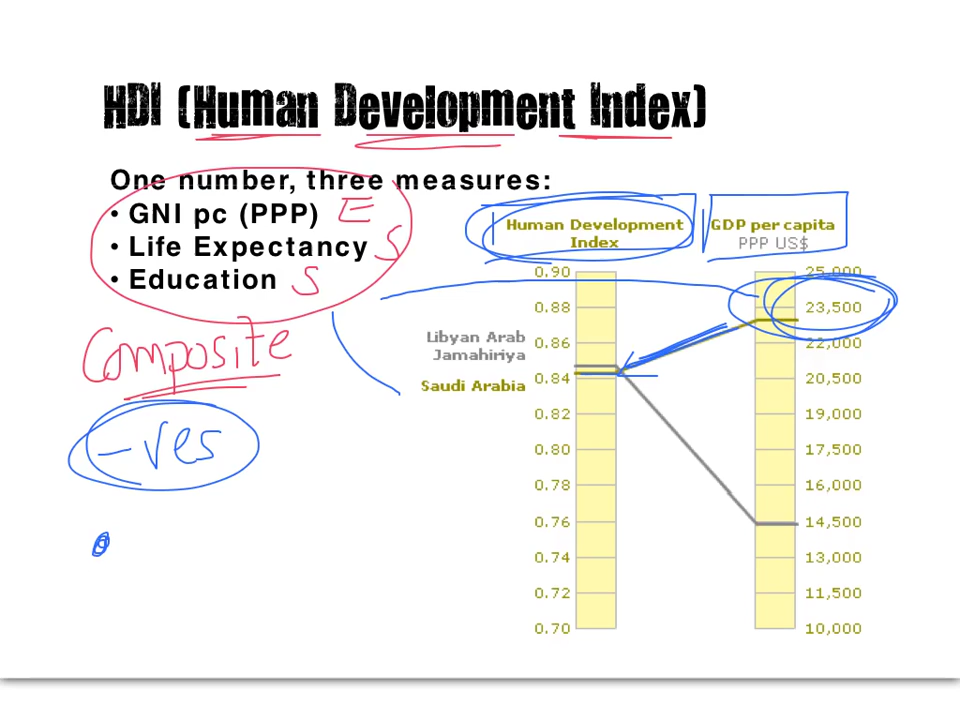 HDI (Human Development Index)
One number, three measures:
• GNI pc (PPP) E
• Life Expectancy S
• Education S
Composite
-ves
Human Development
Index
GDP per capita
PPP US$
0.90
0.88
0.86
0.84
0.82
0.80
0.78
0.76
0.74
0.72
0.70
Libyan Arab
Jamahiriya
Saudi Arabia
25,000
23,500
22,000
20,500
19,000
17,500
16,000
14,500
13,000
11,500
10,000